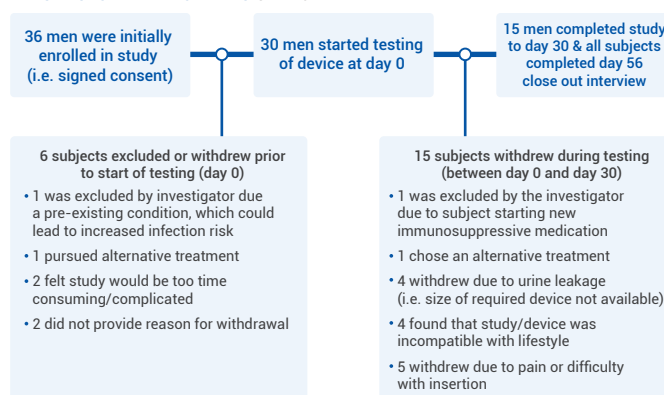 36 men were initially
enrolled in study
(i.e. signed consent)
30 men started testing
of device at day 0
15 men completed study
to day 30 & all subjects
completed day 56
close out interview
6 subjects excluded or withdrew prior
to start of testing (day 0)
• 1 was excluded by investigator due
a pre-existing condition, which could
lead to increased infection risk
• 1 pursued alternative treatment
• 2 felt study would be too time
consuming/complicated
• 2 did not provide reason for withdrawal
15 subjects withdrew during testing
(between day 0 and day 30)
• 1 was excluded by the investigator
due to subject starting new
immunosuppressive medication
• 1 chose an alternative treatment
• 4 withdrew due to urine leakage
(i.e. size of required device not available)
• 4 found that study/device was
incompatible with lifestyle
• 5 withdrew due to pain or difficulty
with insertion